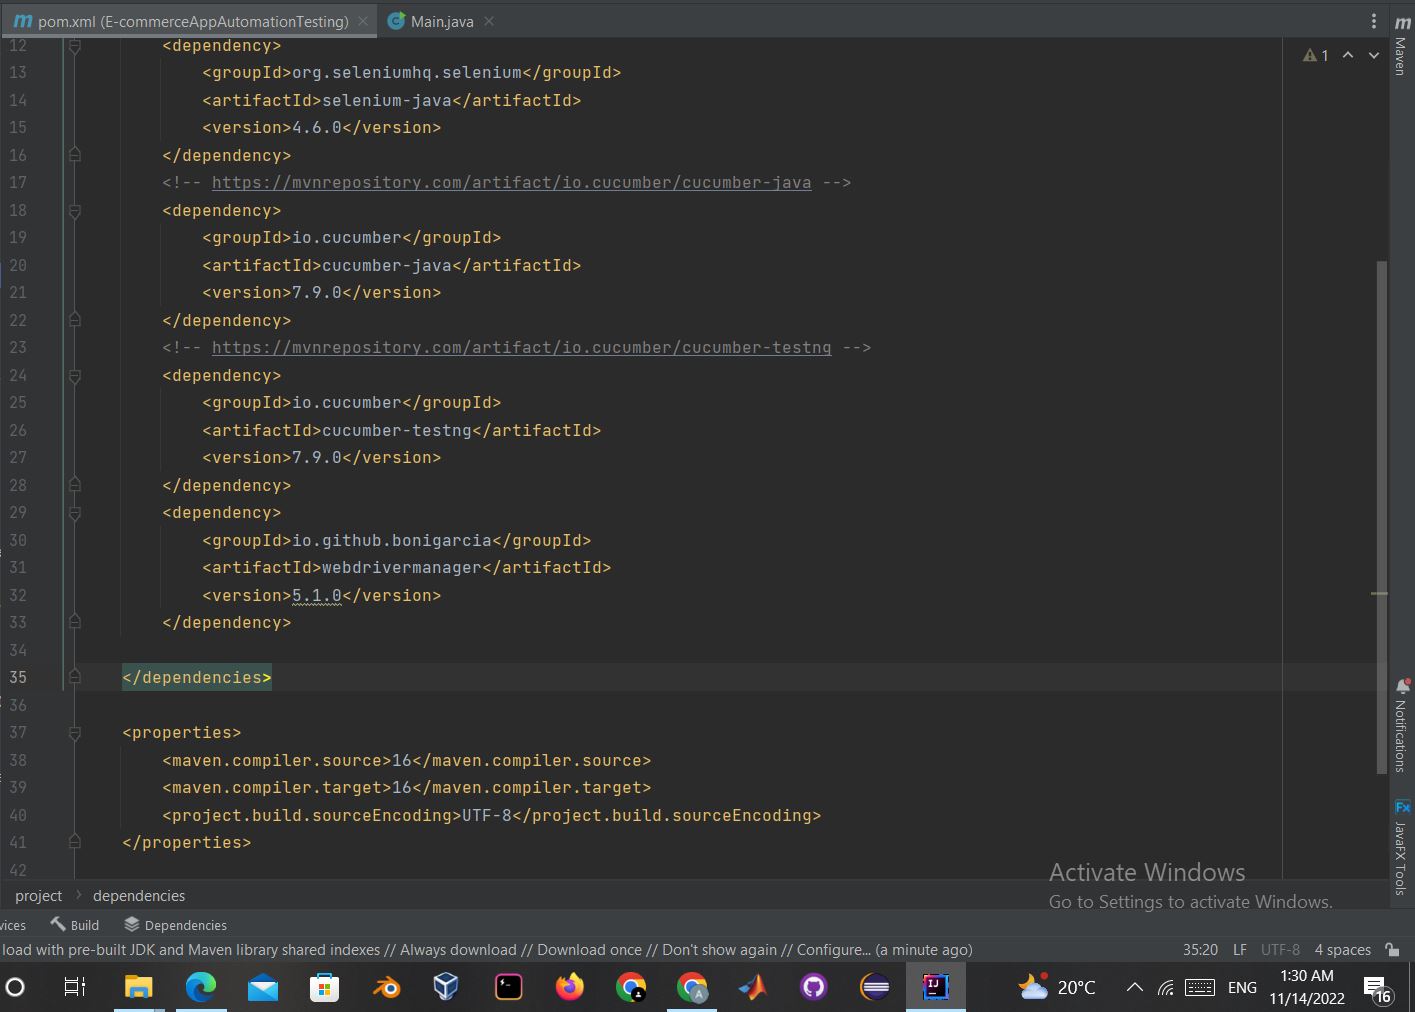 pom.xml (E-commerceAppAutomationTesting)
Main.java
Maven
1
12 <dependency>
13 <groupId>org.seleniumhq.selenium</groupId>
14 <artifactId>selenium-java</artifactId>
15 <version>4.6.0</version>
16 </dependency>
17 <!-- https://mvnrepository.com/artifact/io.cucumber/cucumber-java -->
18 <dependency>
19 <groupId>io.cucumber</groupId>
20 <artifactId>cucumber-java</artifactId>
21 <version>7.9.0</version>
22 </dependency>
23 <!-- https://mvnrepository.com/artifact/io.cucumber/cucumber-testng -->
24 <dependency>
25 <groupId>io.cucumber</groupId>
26 <artifactId>cucumber-testng</artifactId>
27 <version>7.9.0</version>
28 </dependency>
29 <dependency>
30 <groupId>io.github.bonigarcia</groupId>
31 <artifactId>webdrivermanager</artifactId>
32 <version>5.1.0</version>
33 </dependency>
34
35 </dependencies>
36
37 <properties>
38 <maven.compiler.source>16</maven.compiler.source>
39 <maven.compiler.target>16</maven.compiler.target>
40 <project.build.sourceEncoding>UTF-8</project.build.sourceEncoding>
41 </properties>
42
Notifications
JavaFX Tools
Activate Windows
Go to Settings to activate Windows.
project > dependencies
vices Build Dependencies
load with pre-built JDK and Maven library shared indexes // Always download // Download once // Don't show again // Configure... (a minute ago) 35:20 LF UTF-8 4 spaces
20°C ENG 1:30 AM
11/14/2022
16